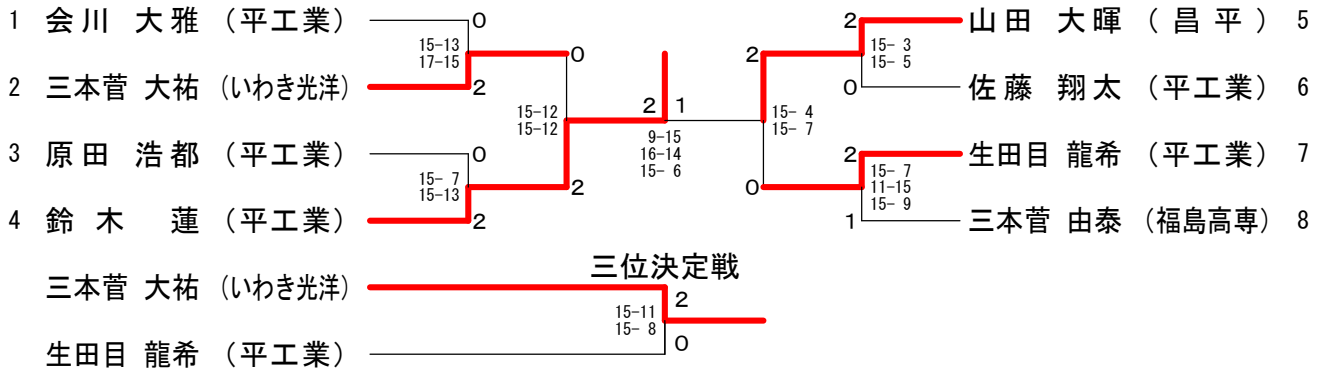 1 会川 大雅 (平工業) 0
15-13
17-15
0
2 三本菅 大祐 (いわき光洋) 2
15-12
15-12
3 原田 浩都 (平工業) 0
15- 7
15-13
2
4 鈴木 蓮 (平工業) 2
2 1
9-15
16-14
15- 6
2 山田 大暉 (昌平) 5
15- 3
15- 5
2
0 佐藤 翔太 (平工業) 6
15- 4
15- 7
2 生田目 龍希 (平工業) 7
15- 7
11-15
15- 9
0
1 三本菅 由泰 (福島高専) 8
三位決定戦
三本菅 大祐 (いわき光洋) 2
15-11
15- 8
生田目 龍希 (平工業) 0